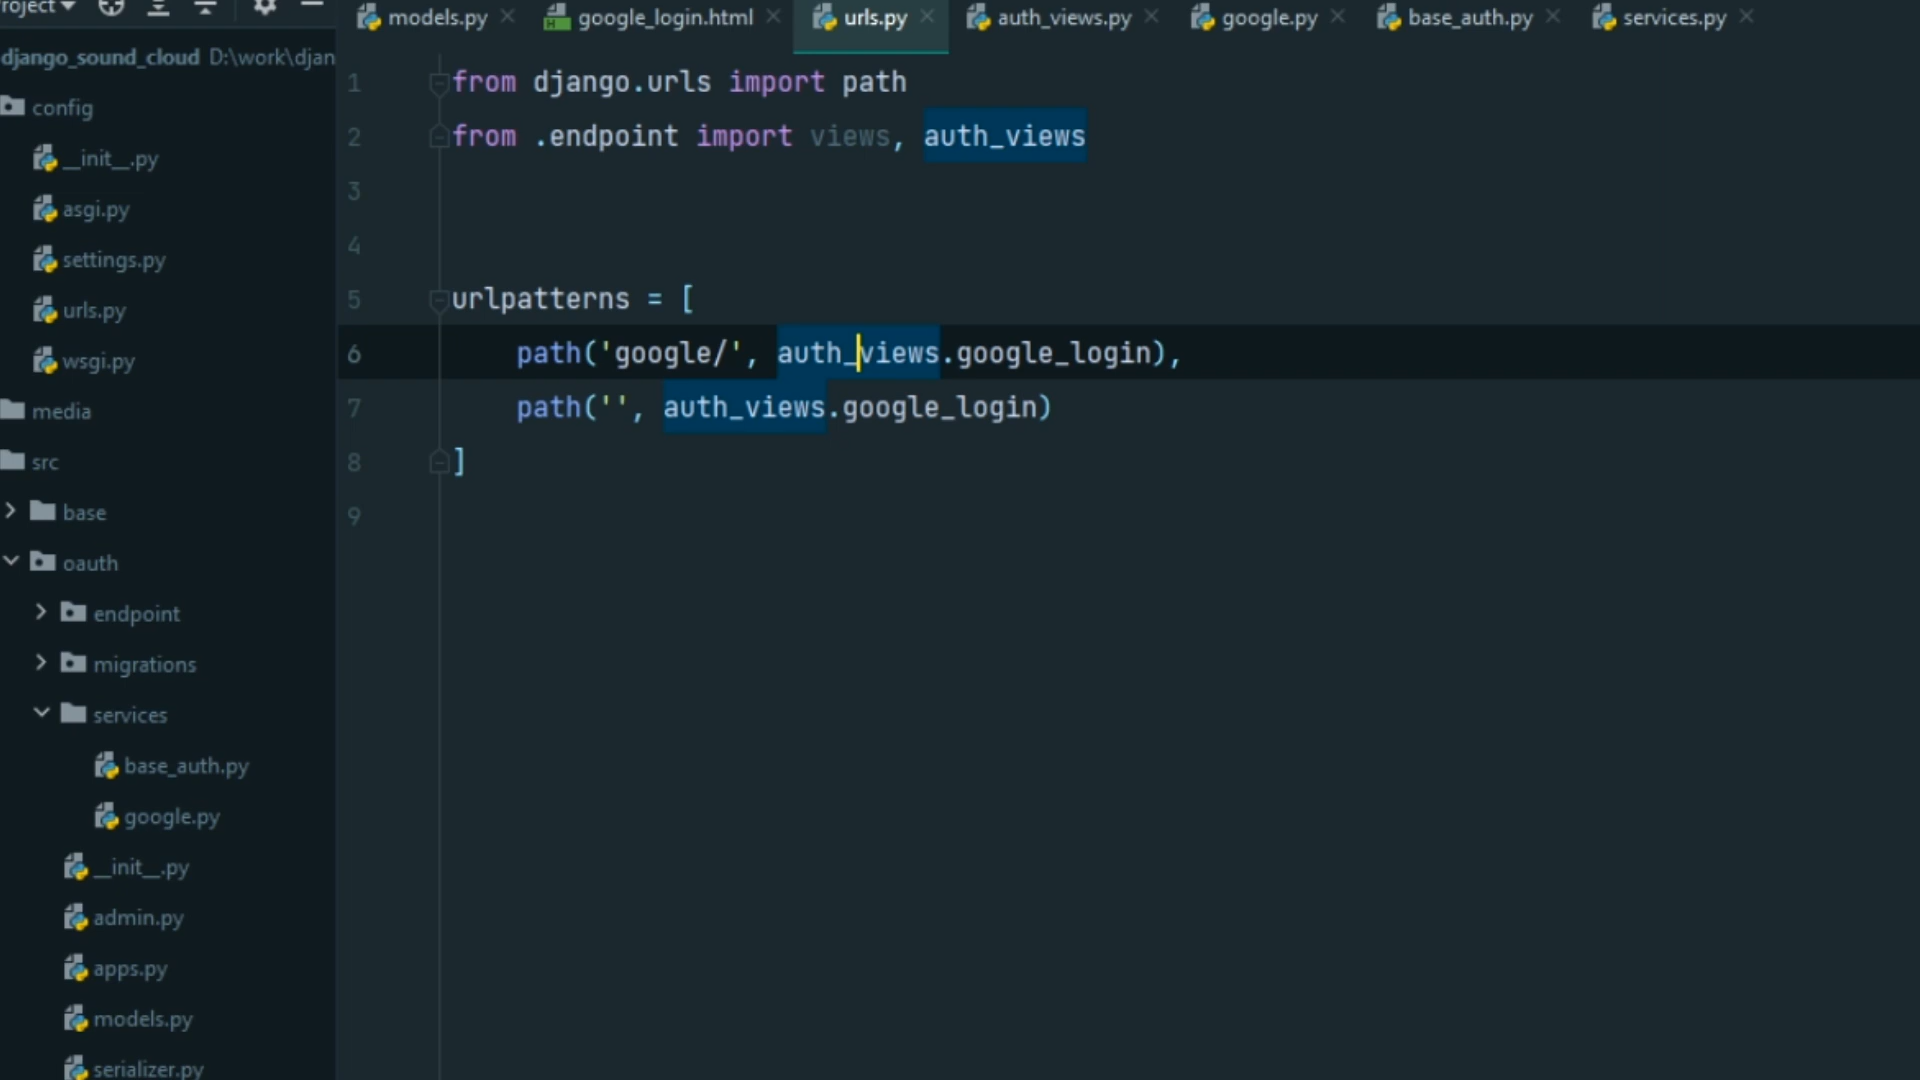 models.py
google_login.html
urls.py
auth_views.py
google.py
base_auth.py
services.py
django_sound_cloud D:\work\djan
config
__init__.py
asgi.py
settings.py
urls.py
wsgi.py
media
src
base
oauth
endpoint
migrations
services
base_auth.py
google.py
__init__.py
admin.py
apps.py
models.py
serializer.py
1 from django.urls import path
2 from .endpoint import views, auth_views
3
4
5 urlpatterns = [
6 path('google/', auth_views.google_login),
7 path('', auth_views.google_login)
8 ]
9